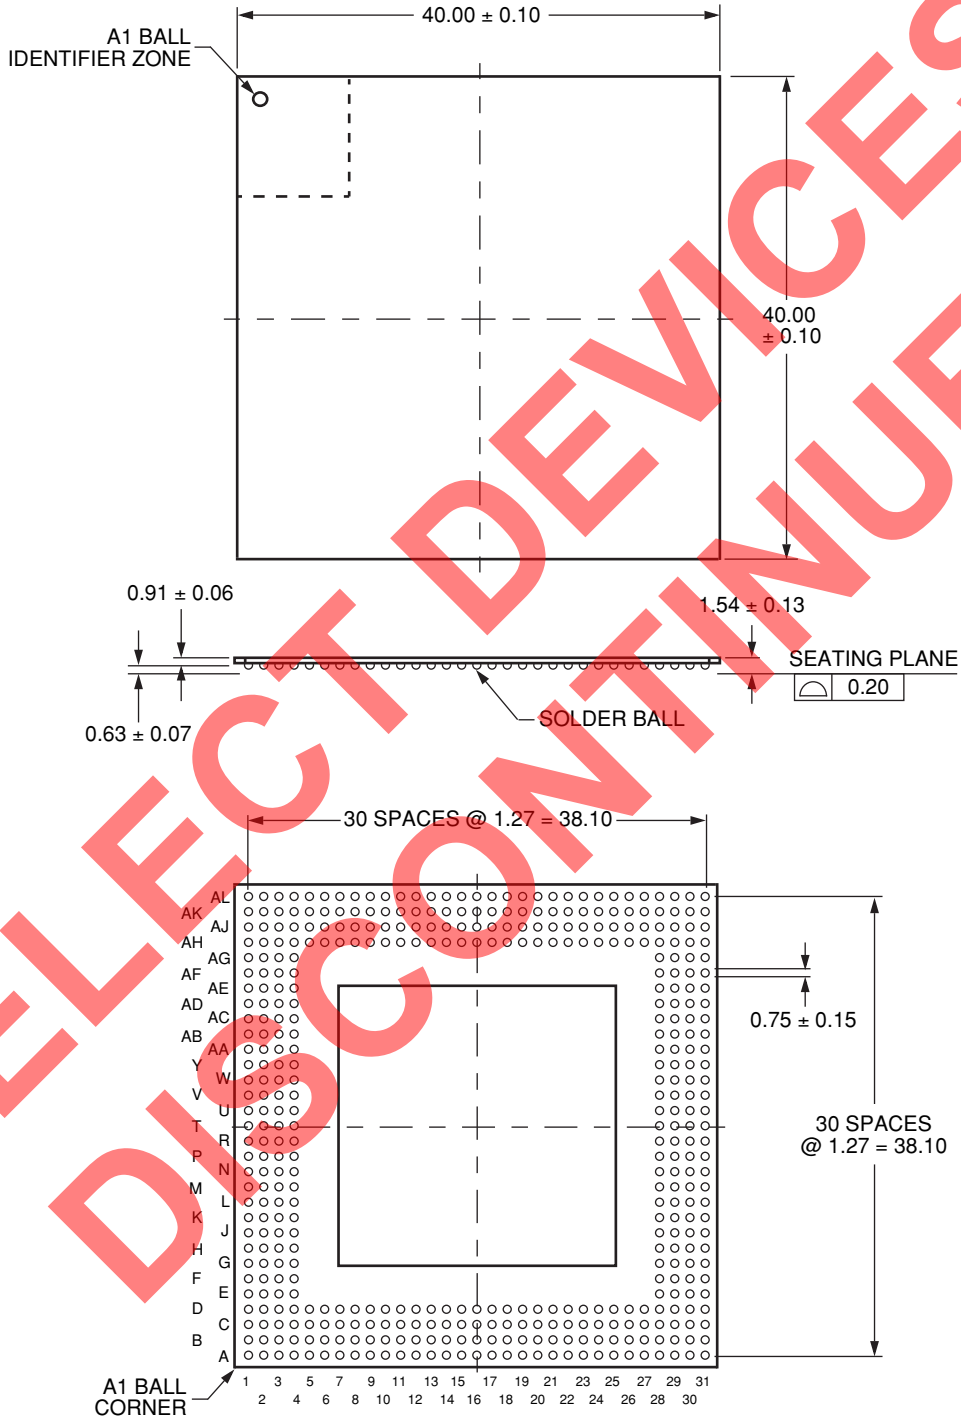 40.00 ± 0.10
A1 BALL
IDENTIFIER ZONE
40.00
± 0.10
0.91 ± 0.06
1.54 ± 0.13
SEATING PLANE
0.20
SOLDER BALL
0.63 ± 0.07
30 SPACES @ 1.27 = 38.10
AL
AK
AJ
AH
AG
AF
AE
AD
AC
AB
AA
Y
W
V
U
T
R
P
N
M
L
K
J
H
G
F
E
D
C
B
A
0.75 ± 0.15
30 SPACES
@ 1.27 = 38.10
1 3 5 7 9 11 13 15 17 19 21 23 25 27 29 31
2 4 6 8 10 12 14 16 18 20 22 24 26 28 30
A1 BALL
CORNER
ELECT DEVICES
DISCONTINUE